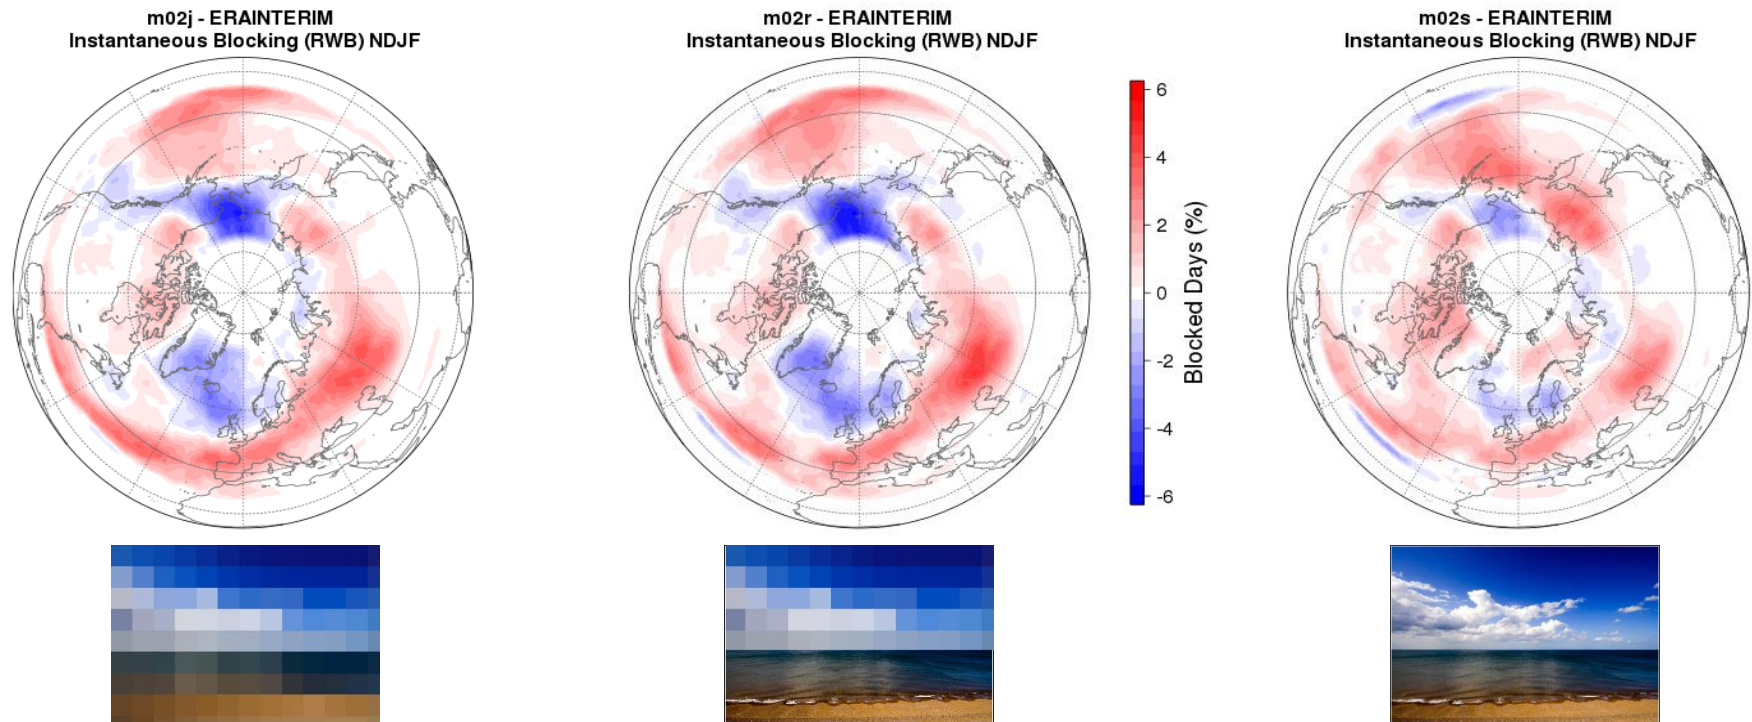 m02j - ERAINTERIM
Instantaneous Blocking (RWB) NDJF
m02r - ERAINTERIM
Instantaneous Blocking (RWB) NDJF
6
4
2
0
-2
-4
-6
Blocked Days (%)
m02s - ERAINTERIM
Instantaneous Blocking (RWB) NDJF